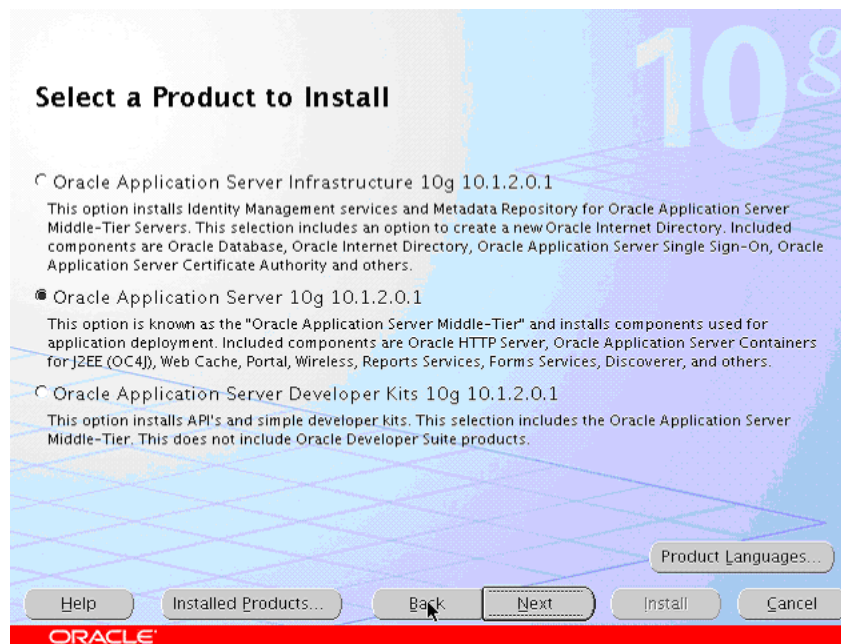 10g
Select a Product to Install
Oracle Application Server Infrastructure 10g 10.1.2.0.1
This option installs Identity Management services and Metadata Repository for Oracle Application Server
Middle-Tier Servers. This selection includes an option to create a new Oracle Internet Directory. Included
components are Oracle Database, Oracle Internet Directory, Oracle Application Server Single Sign-On, Oracle
Application Server Certificate Authority and others.
Oracle Application Server 10g 10.1.2.0.1
This option is known as the "Oracle Application Server Middle-Tier" and installs components used for
application deployment. Included components are Oracle HTTP Server, Oracle Application Server Containers
for J2EE (OC4J), Web Cache, Portal, Wireless, Reports Services, Forms Services, Discoverer, and others.
Oracle Application Server Developer Kits 10g 10.1.2.0.1
This option installs API's and simple developer kits. This selection includes the Oracle Application Server
Middle-Tier. This does not include Oracle Developer Suite products.
Product Languages...
Help Installed Products... Back Next Install Cancel
ORACLE